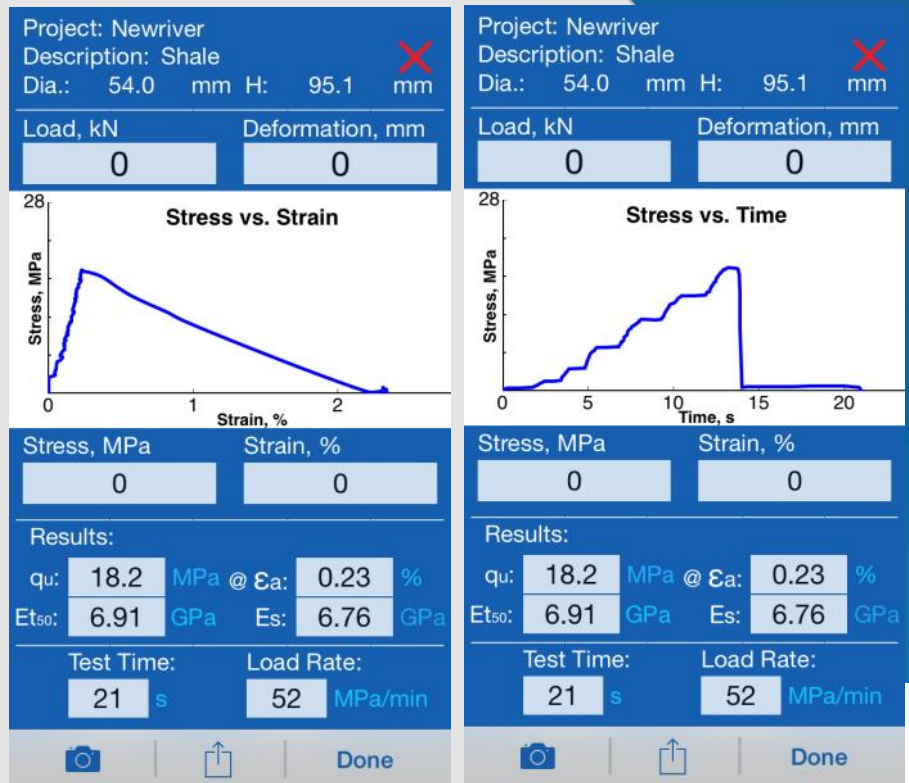 Project: Newriver
Description: Shale
Dia.: 54.0 mm H: 95.1 mm
Load, kN Deformation, mm
0 0
28
Stress vs. Strain
Stress, MPa
0 1 2
Strain, %
Stress, MPa Strain, %
0 0
Results:
qu: 18.2 MPa @ Ɛa: 0.23 %
Et50: 6.91 GPa Es: 6.76 GPa
Test Time: Load Rate:
21 s 52 MPa/min
Done
Project: Newriver
Description: Shale
Dia.: 54.0 mm H: 95.1 mm
Load, kN Deformation, mm
0 0
28
Stress vs. Time
Stress, MPa
0 5 10 15 20
Time, s
Stress, MPa Strain, %
0 0
Results:
qu: 18.2 MPa @ Ɛa: 0.23 %
Et50: 6.91 GPa Es: 6.76 GPa
Test Time: Load Rate:
21 s 52 MPa/min
Done